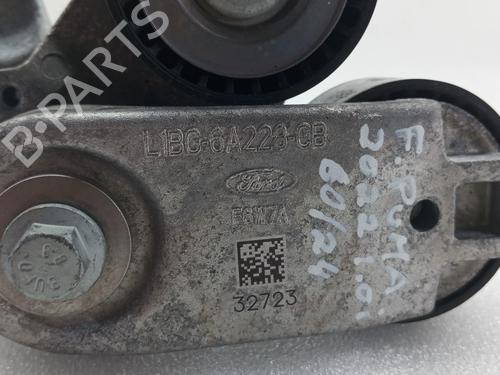 L1BG-6A228-CB
Ford
32723
F. PUMA
2022 1.0i
60/24
B-PARTS